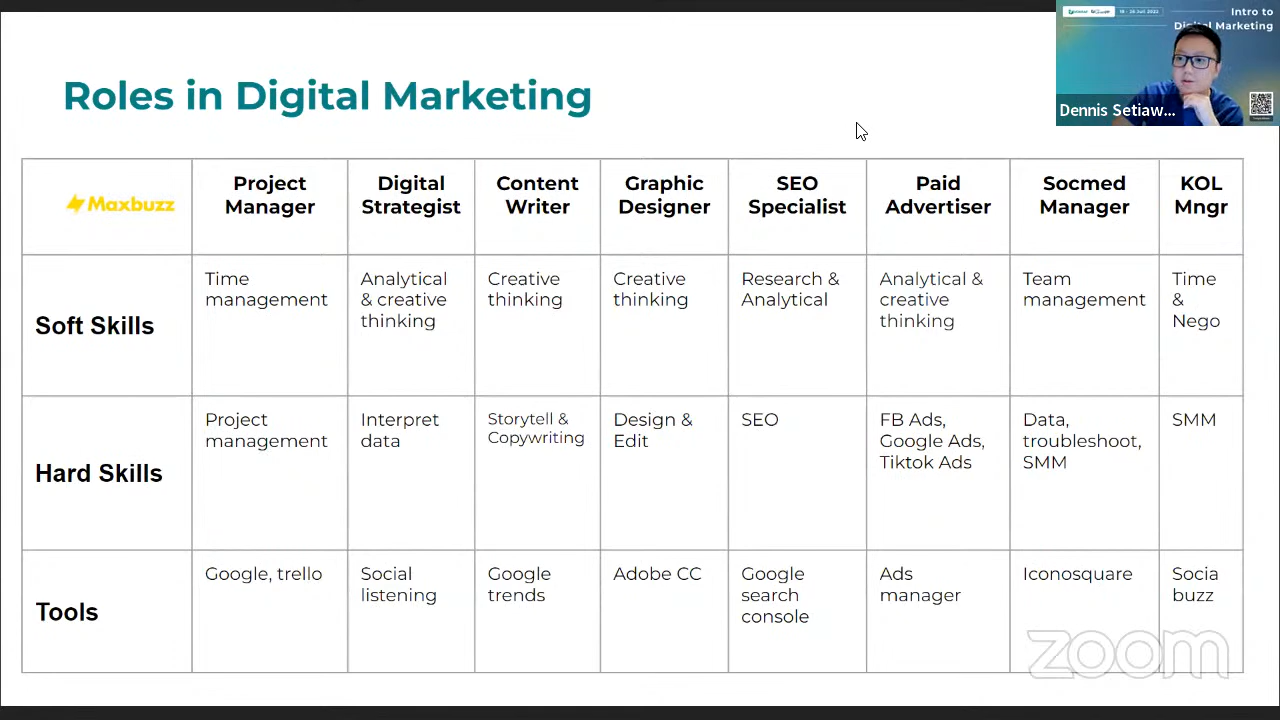 Roles in Digital Marketing
Intro to
Digital Marketing
18 - 26 Juli 2022
Dennis Setiaw...
Maxbuzz
Project
Manager
Digital
Strategist
Content
Writer
Graphic
Designer
SEO
Specialist
Paid
Advertiser
Socmed
Manager
KOL
Mngr
Soft Skills
Time
management
Analytical
& creative
thinking
Creative
thinking
Creative
thinking
Research &
Analytical
Analytical &
creative
thinking
Team
management
Time
&
Nego
Hard Skills
Project
management
Interpret
data
Storytell &
Copywriting
Design &
Edit
SEO
FB Ads,
Google Ads,
Tiktok Ads
Data,
troubleshoot,
SMM
SMM
Tools
Google, trello
Social
listening
Google
trends
Adobe CC
Google
search
console
Ads
manager
Iconosquare
Socia
buzz
zoom